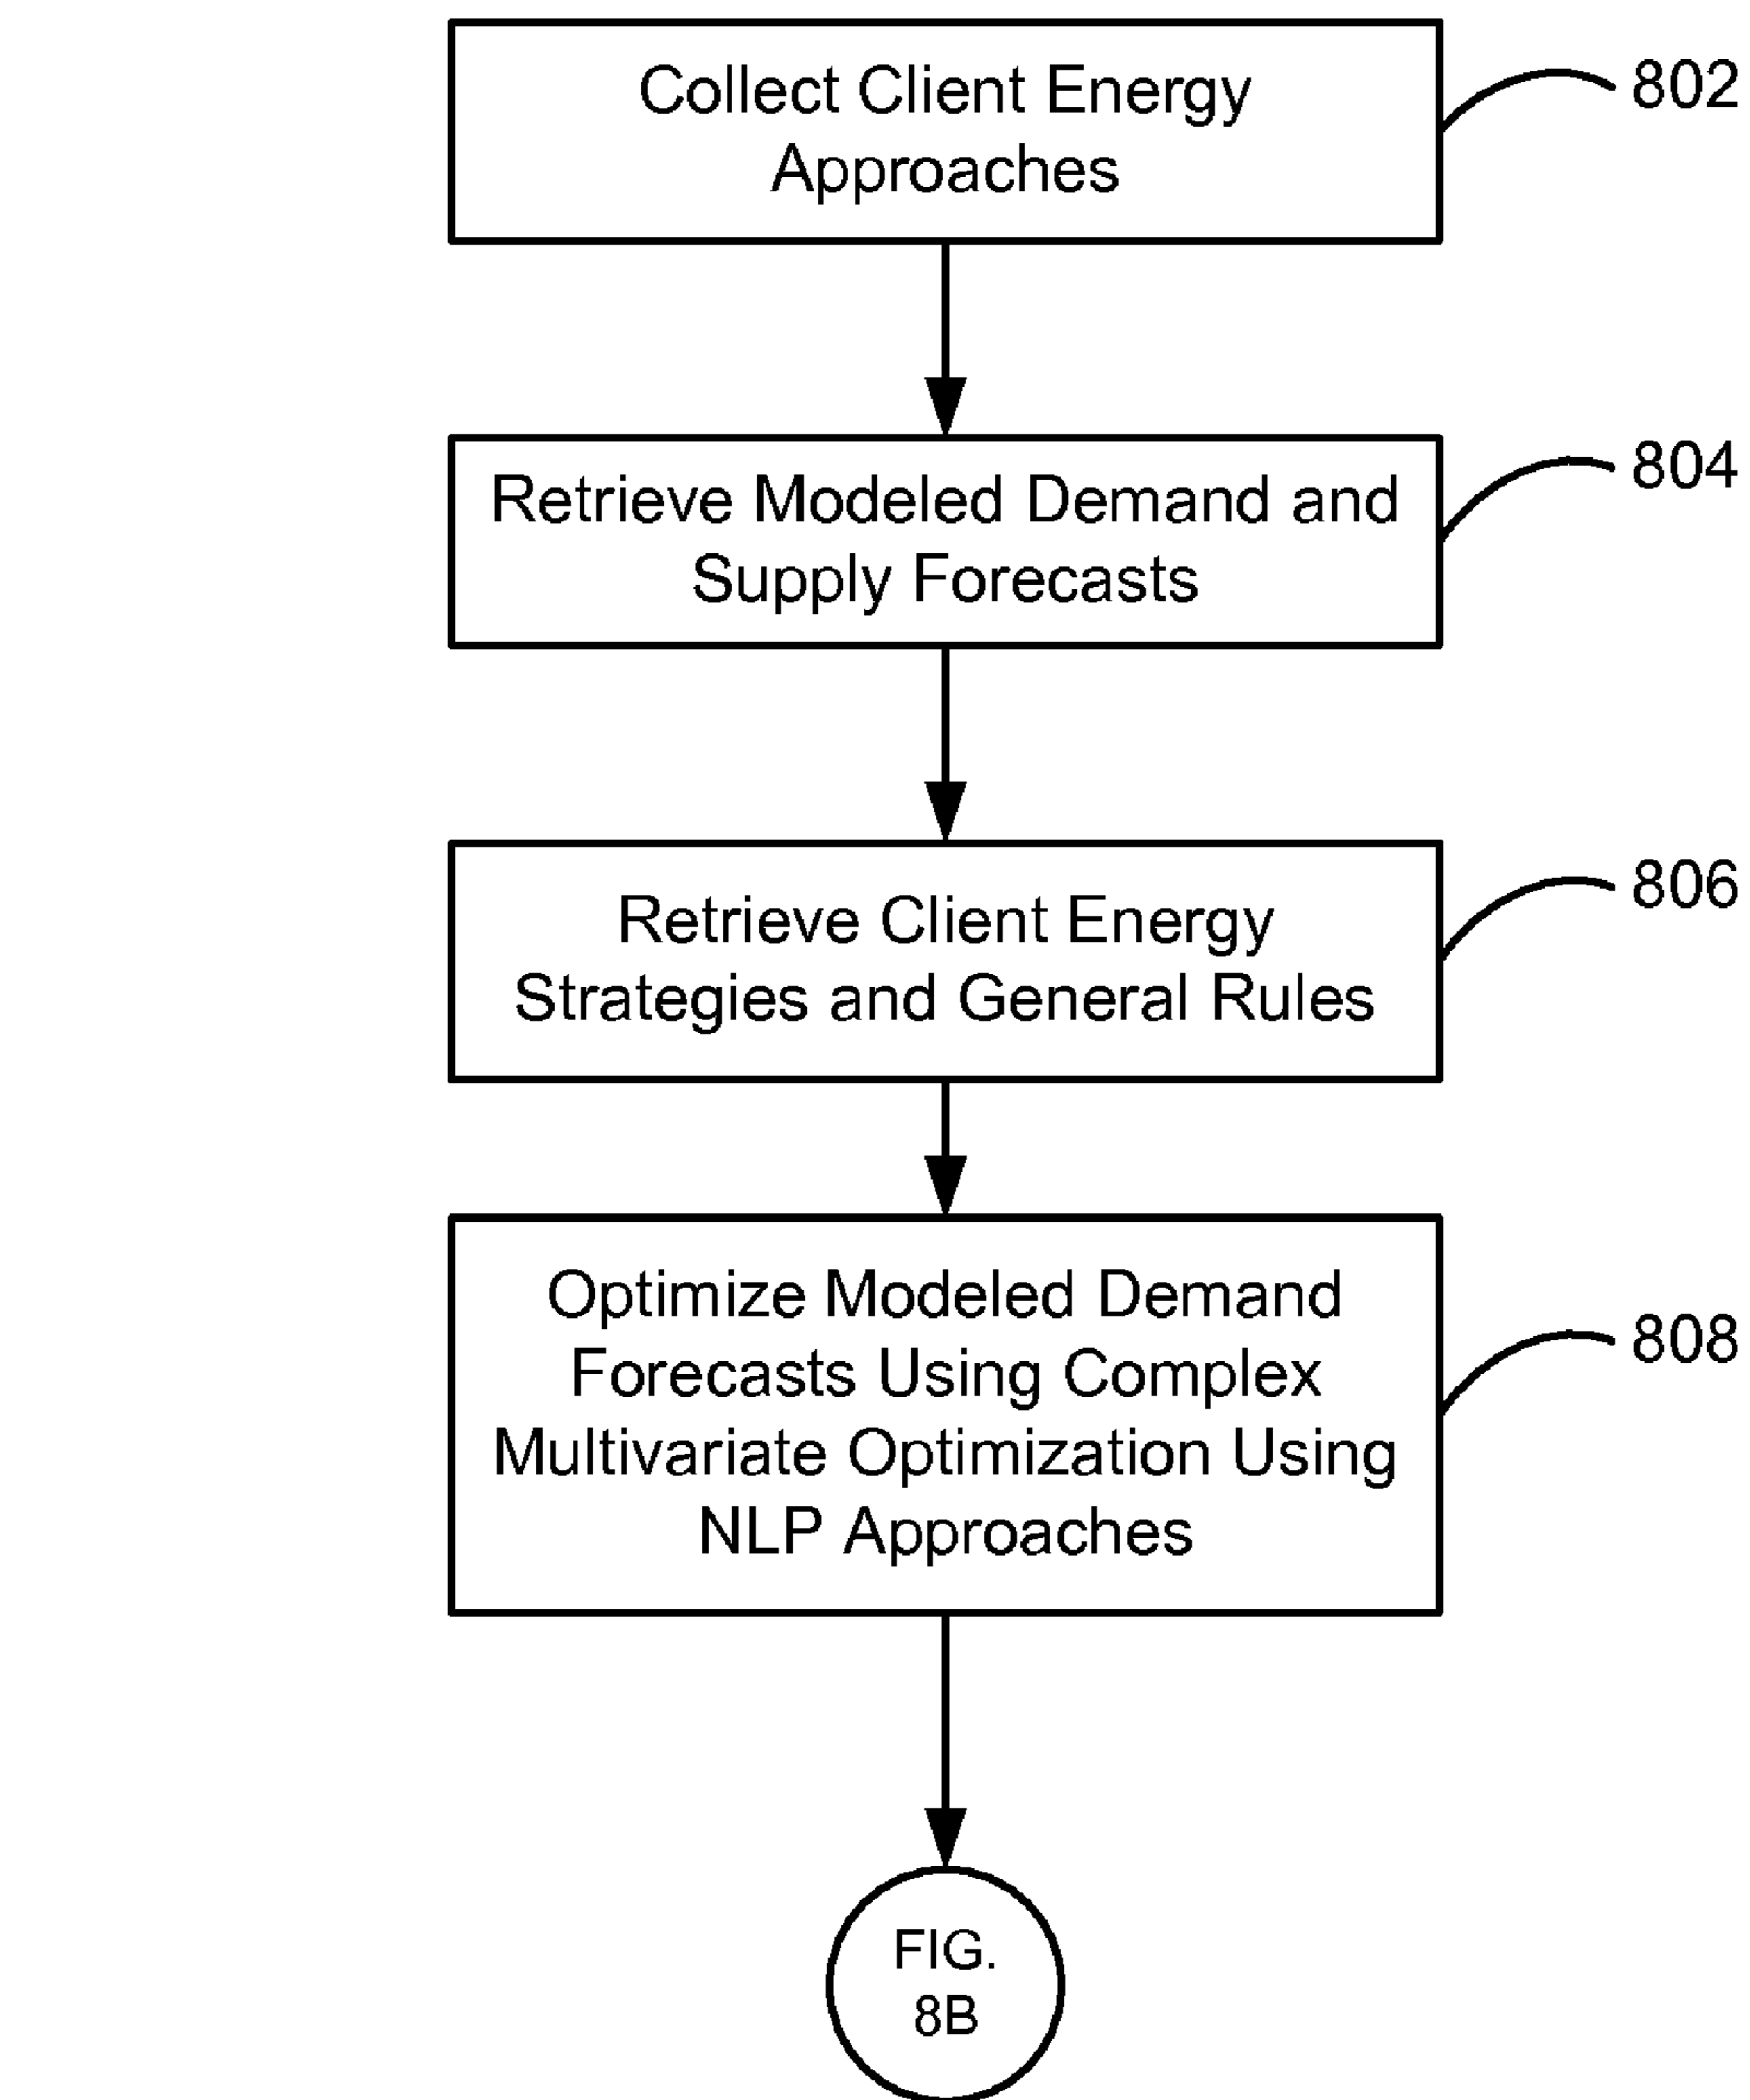 Collect Client Energy
Approaches
802
Retrieve Modeled Demand and
Supply Forecasts
804
Retrieve Client Energy
Strategies and General Rules
806
Optimize Modeled Demand
Forecasts Using Complex
Multivariate Optimization Using
NLP Approaches
808
FIG.
8B